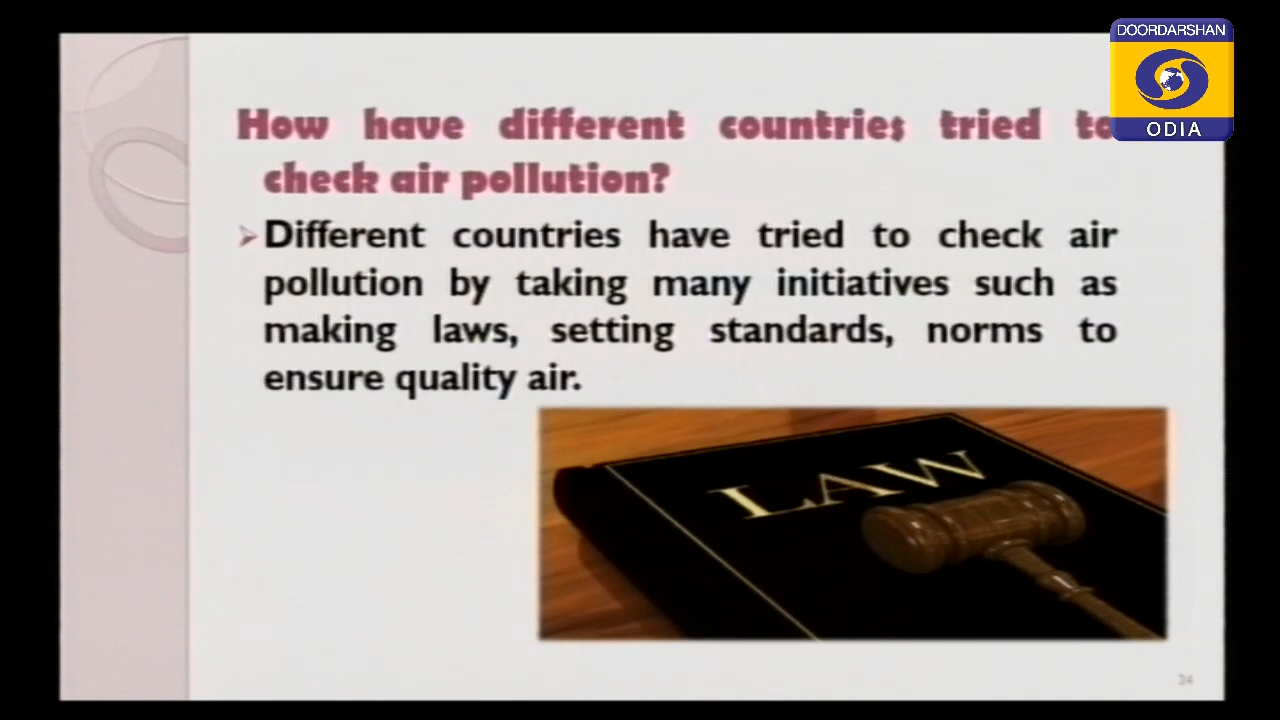 DOORDARSHAN
ODIA
How have different countries tried to
check air pollution?
Different countries have tried to check air
pollution by taking many initiatives such as
making laws, setting standards, norms to
ensure quality air.
LAW
24